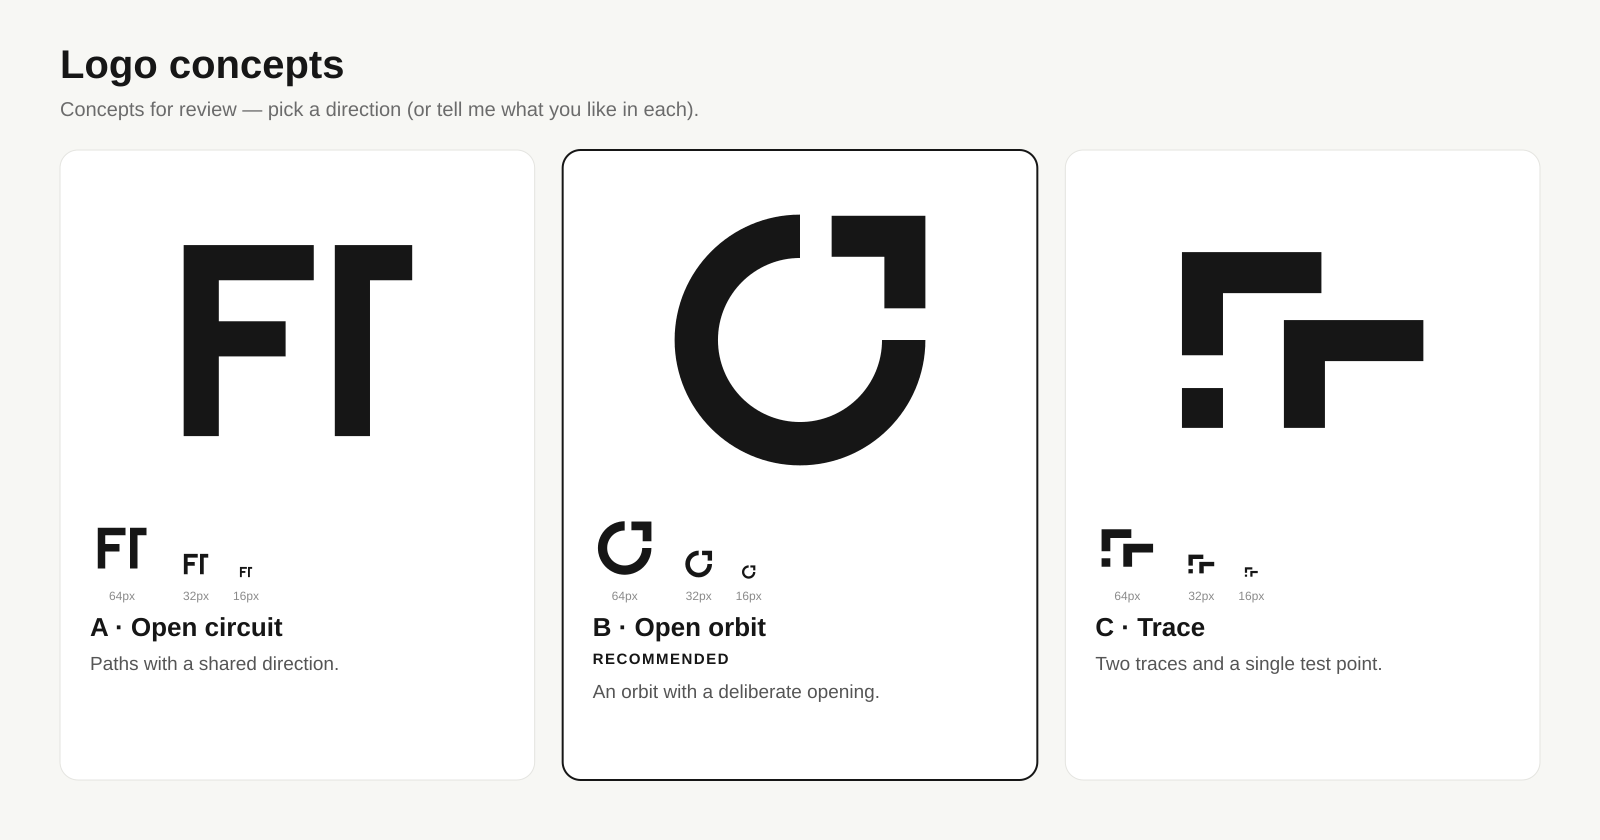 Logo concepts
Concepts for review — pick a direction (or tell me what you like in each).
64px 32px 16px
A · Open circuit
Paths with a shared direction.
64px 32px 16px
B · Open orbit
RECOMMENDED
An orbit with a deliberate opening.
64px 32px 16px
C · Trace
Two traces and a single test point.